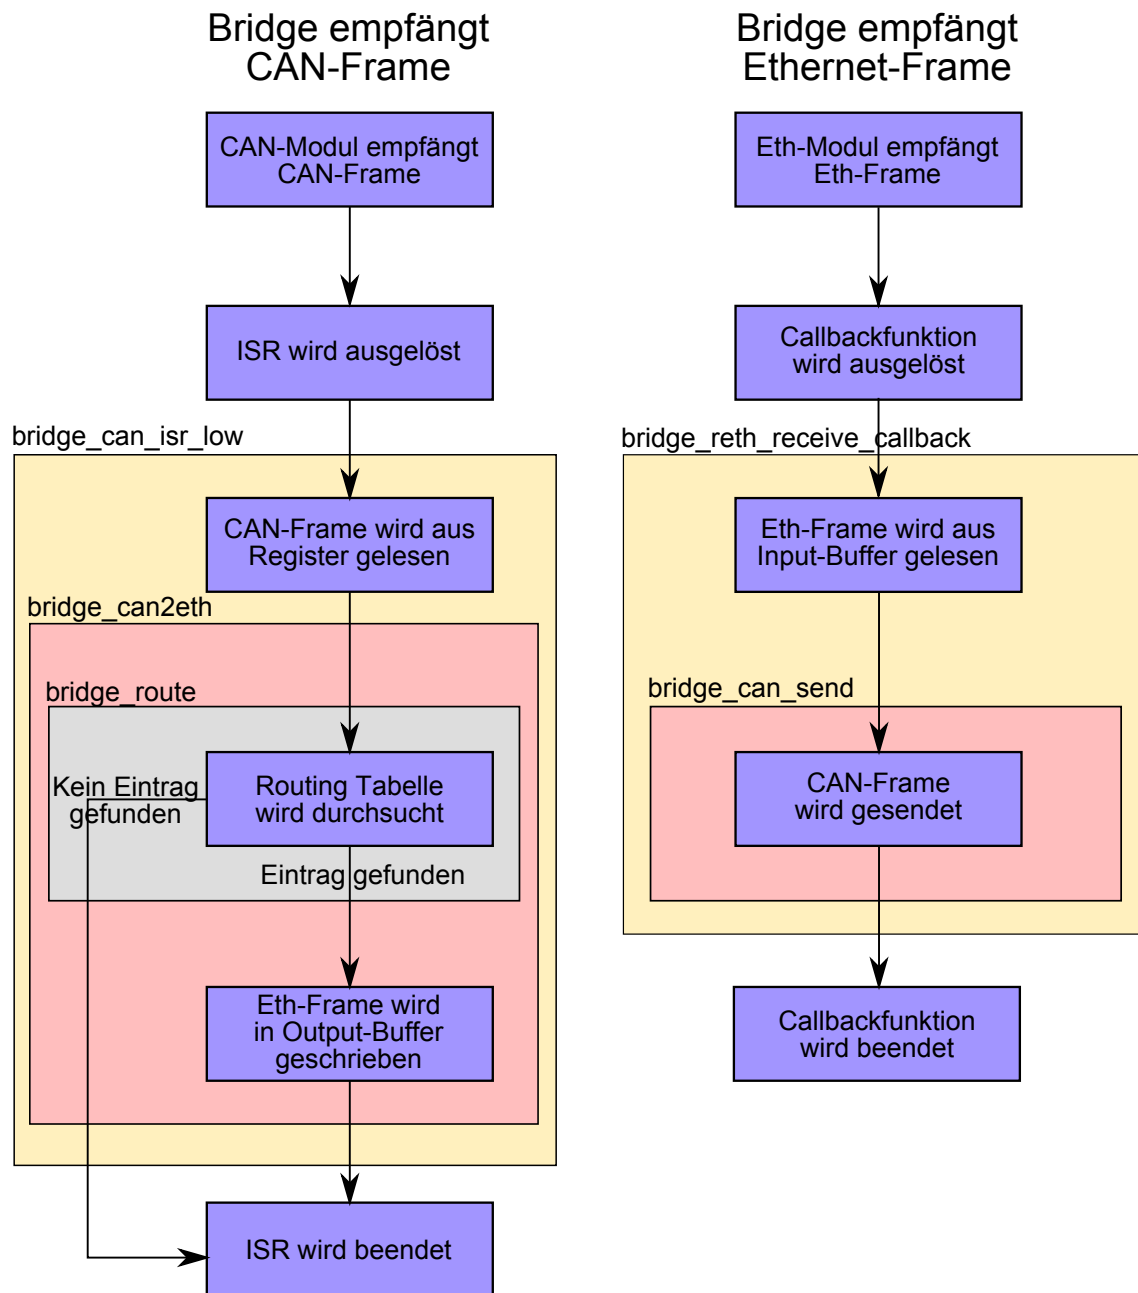 Bridge empfängt
CAN-Frame
CAN-Modul empfängt
CAN-Frame
ISR wird ausgelöst
bridge_can_isr_low
CAN-Frame wird aus
Register gelesen
bridge_can2eth
bridge_route
Kein Eintrag
gefunden
Routing Tabelle
wird durchsucht
Eintrag gefunden
Eth-Frame wird
in Output-Buffer
geschrieben
ISR wird beendet
Bridge empfängt
Ethernet-Frame
Eth-Modul empfängt
Eth-Frame
Callbackfunktion
wird ausgelöst
bridge_reth_receive_callback
Eth-Frame wird aus
Input-Buffer gelesen
bridge_can_send
CAN-Frame
wird gesendet
Callbackfunktion
wird beendet